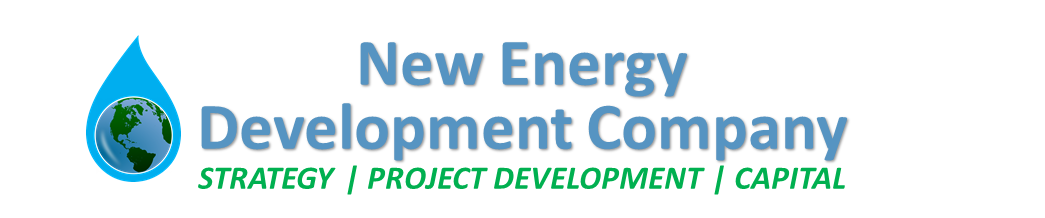 New Energy
Development Company
STRATEGY | PROJECT DEVELOPMENT | CAPITAL